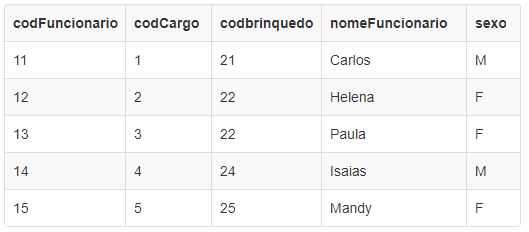 codFuncionario codCargo codbrinquedo nomeFuncionario sexo
11 1 21 Carlos M
12 2 22 Helena F
13 3 22 Paula F
14 4 24 Isaias M
15 5 25 Mandy F